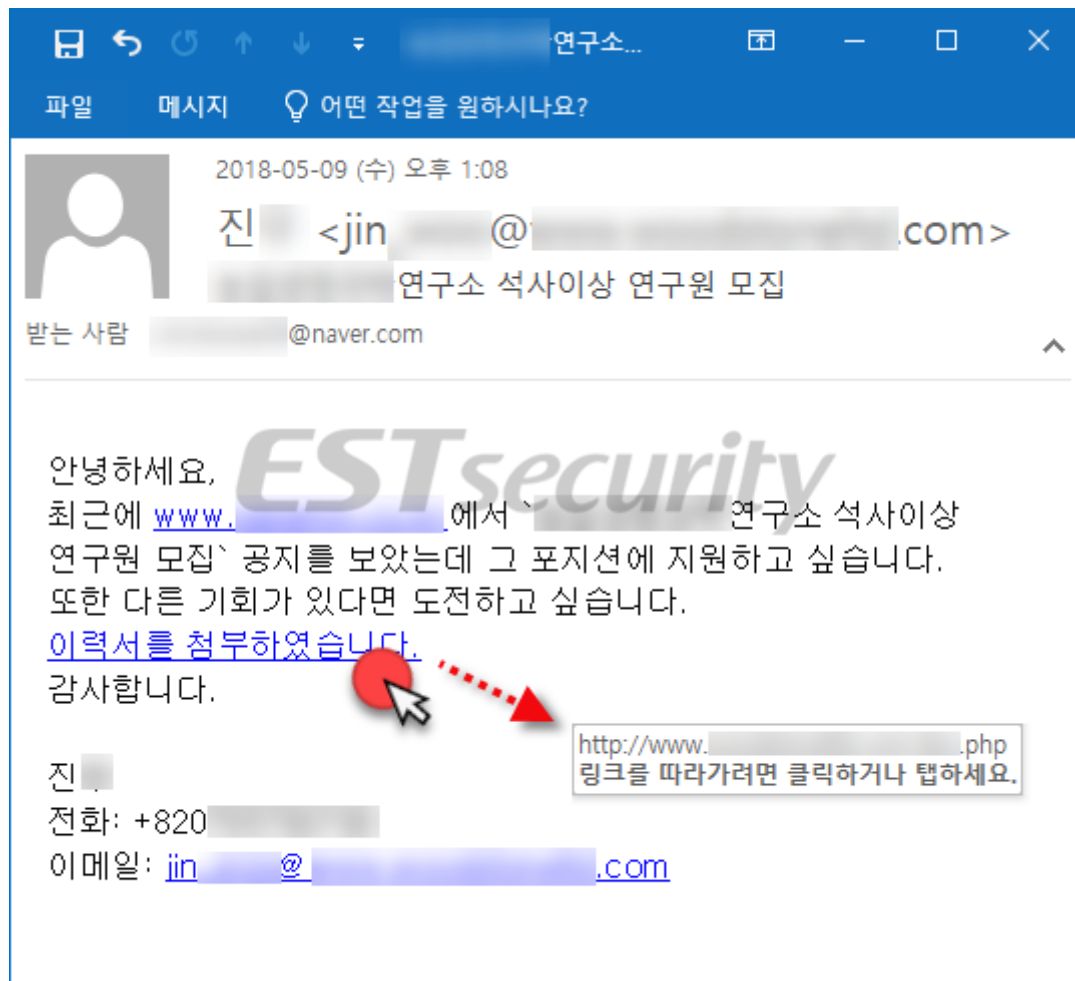 연구소...
파일 메시지 어떤 작업을 원하시나요?
2018-05-09 (수) 오후 1:08
진 <jin @ .com>
연구소 석사이상 연구원 모집
받는 사람 @naver.com
ESTsecurity
안녕하세요,
최근에 www. 에서 ` 연구소 석사이상
연구원 모집` 공지를 보았는데 그 포지션에 지원하고 싶습니다.
또한 다른 기회가 있다면 도전하고 싶습니다.
이력서를 첨부하였습니다.
감사합니다.
http://www. .php
링크를 따라가려면 클릭하거나 탭하세요.
진
전화: +820
이메일: jin @ .com